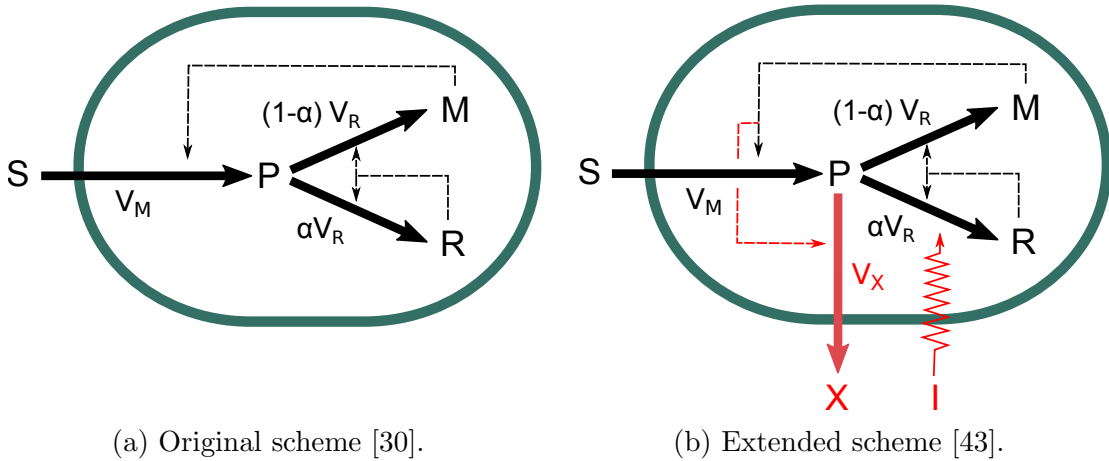 S
V_M
P
(1-α) V_R
αV_R
M
R
(a) Original scheme [30].
S
V_M
P
(1-α) V_R
αV_R
M
R
V_X
X
I
(b) Extended scheme [43].